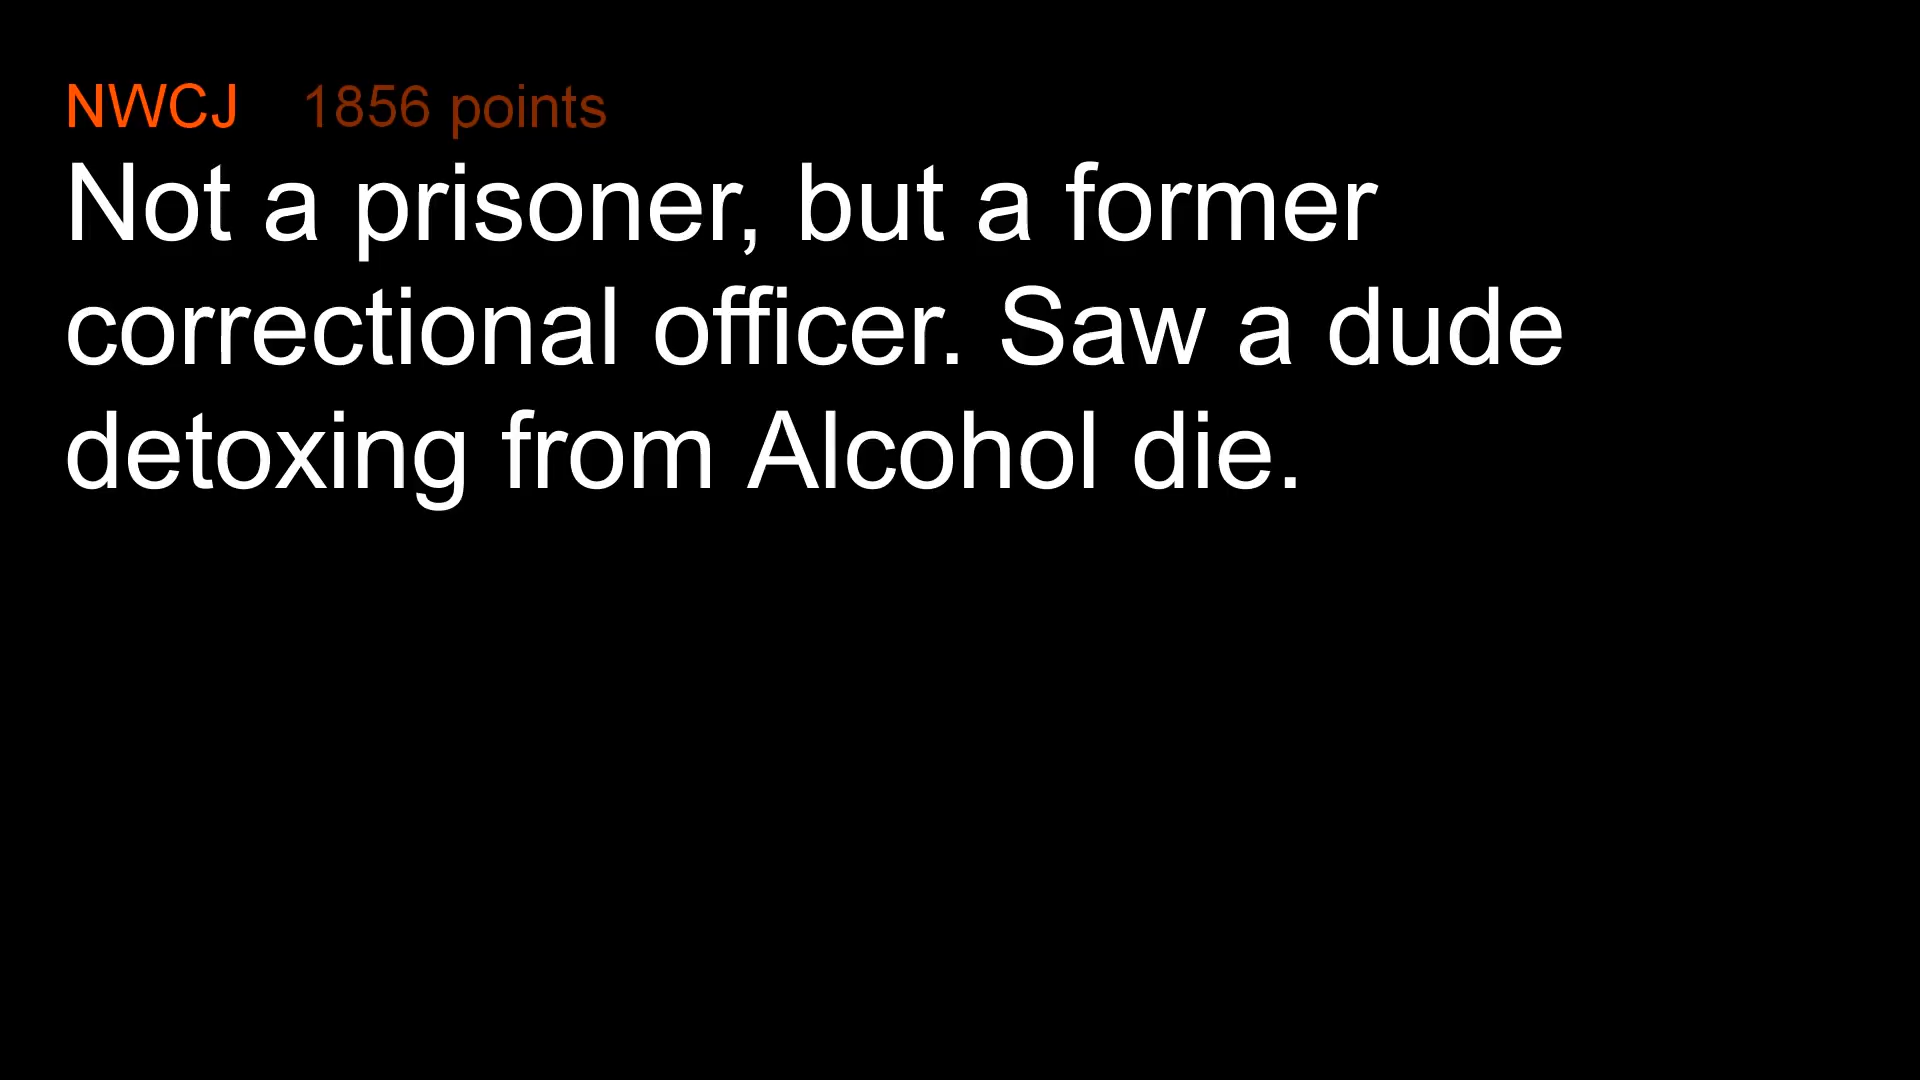 NWCJ 1856 points
Not a prisoner, but a former
correctional officer. Saw a dude
detoxing from Alcohol die.